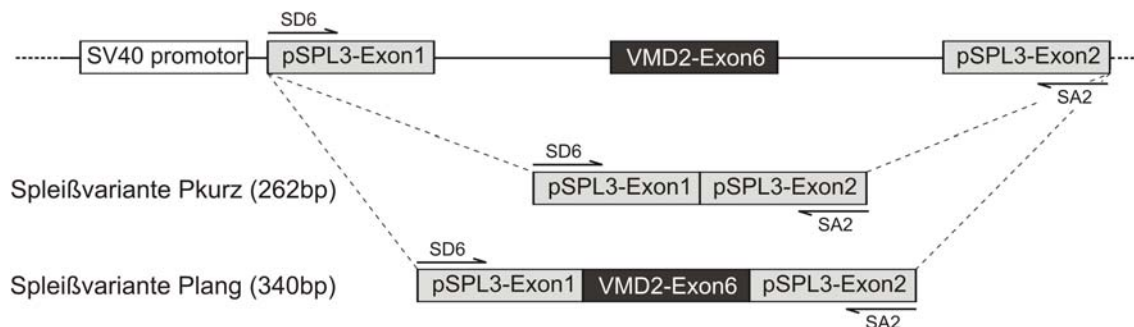 SD6
SV40 promotor pSPL3-Exon1 VMD2-Exon6 pSPL3-Exon2
SA2
SD6
Spleißvariante Pkurz (262bp) pSPL3-Exon1 pSPL3-Exon2
SA2
SD6
Spleißvariante Plang (340bp) pSPL3-Exon1 VMD2-Exon6 pSPL3-Exon2
SA2